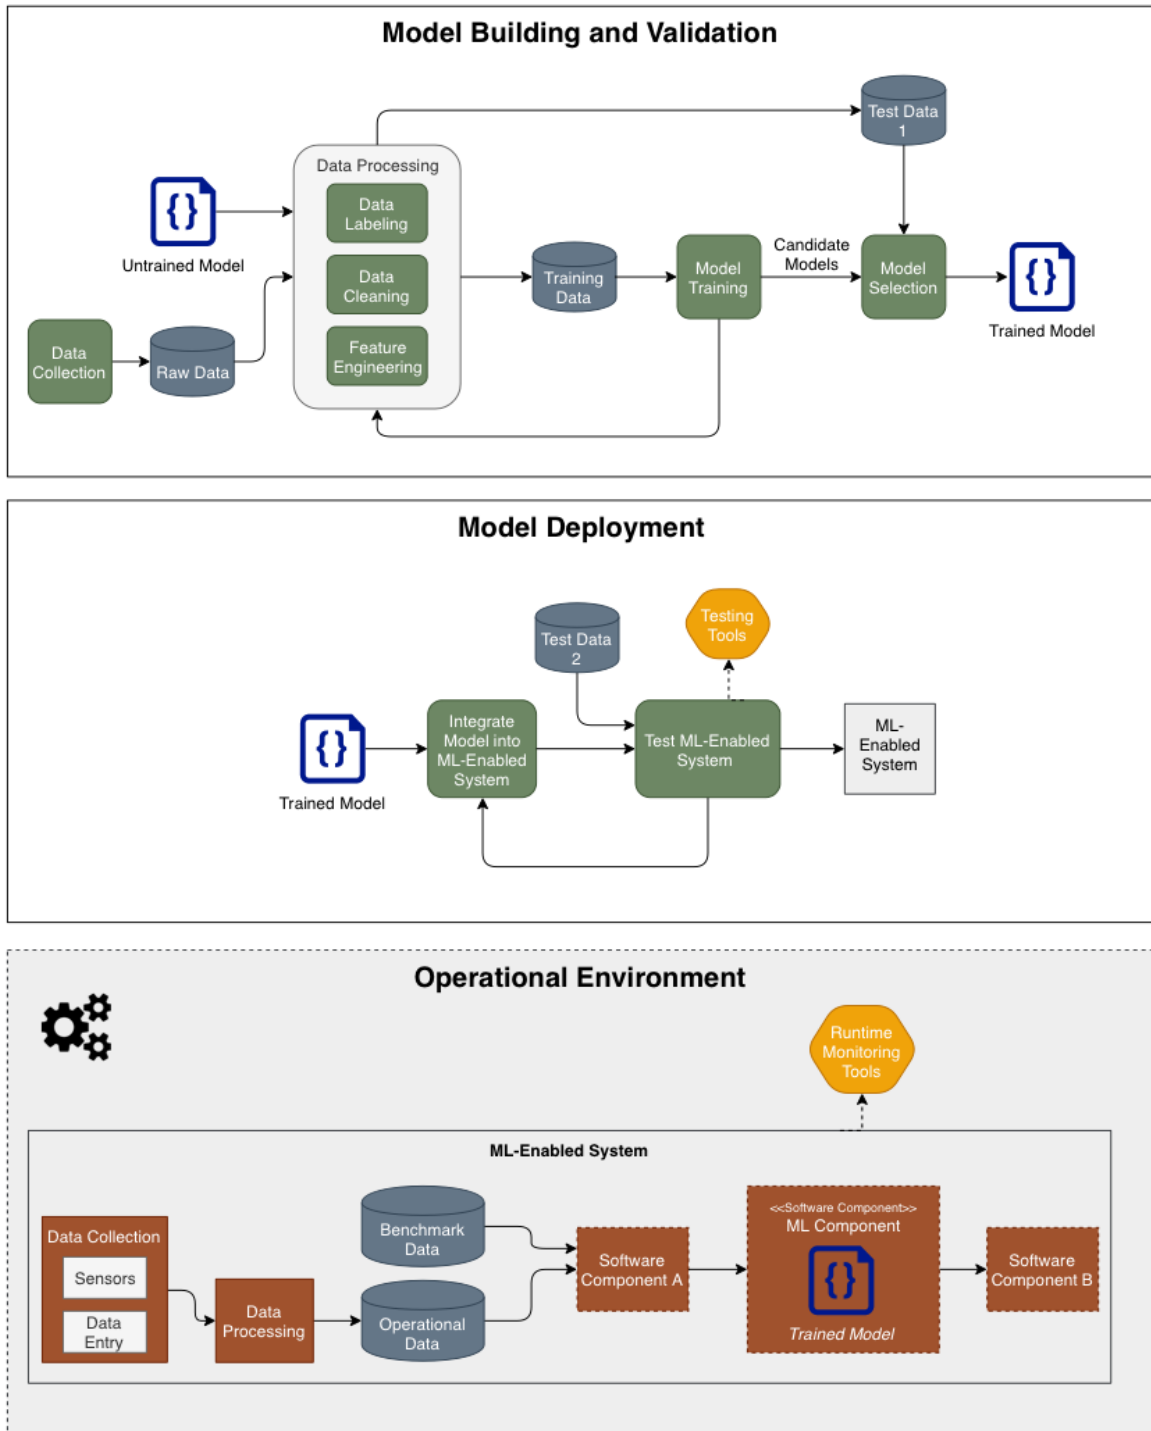 Model Building and Validation
Test Data
1
Data Processing
Data
Labeling
Untrained Model
Data
Cleaning
Training
Data
Model
Training
Candidate
Models
Model
Selection
Trained Model
Data
Collection
Raw Data
Feature
Engineering
Model Deployment
Testing
Tools
Test Data
2
Integrate
Model into
ML-Enabled
System
Test ML-Enabled
System
ML-
Enabled
System
Trained Model
Operational Environment
Runtime
Monitoring
Tools
ML-Enabled System
Data Collection
Sensors
Data
Entry
Data
Processing
Benchmark
Data
Operational
Data
Software
Component A
<<Software Component>>
ML Component
Trained Model
Software
Component B